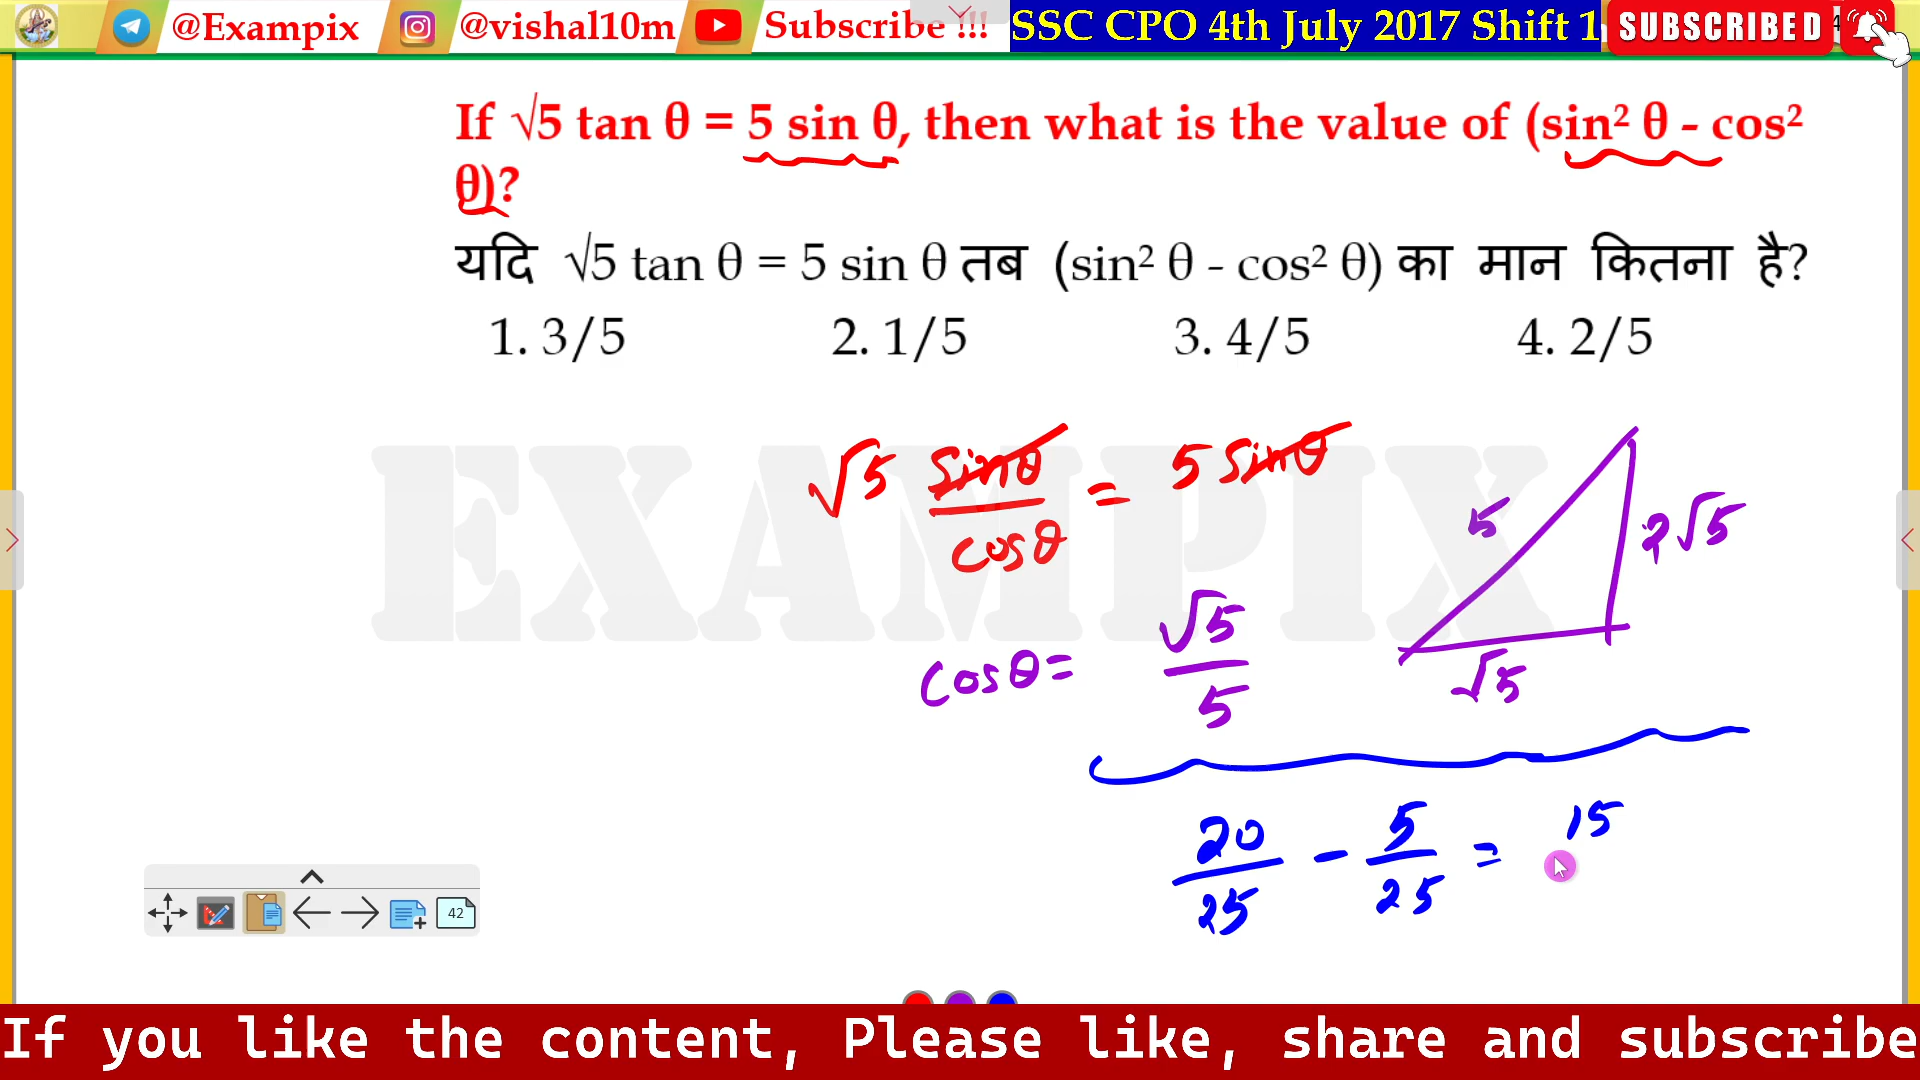 @Exampix @vishal10m Subscribe !!! SSC CPO 4th July 2017 Shift 1 SUBSCRIBED
If √5 tan θ = 5 sin θ, then what is the value of (sin² θ - cos²
θ)?
यदि √5 tan θ = 5 sin θ तब (sin² θ - cos² θ) का मान कितना है?
1. 3/5 2. 1/5 3. 4/5 4. 2/5
EXAMPIX
√5 sinθ/cosθ = 5 sinθ
5
2√5
√5
cosθ = √5/5
20/25 - 5/25 = 15
42
If you like the content, Please like, share and subscribe